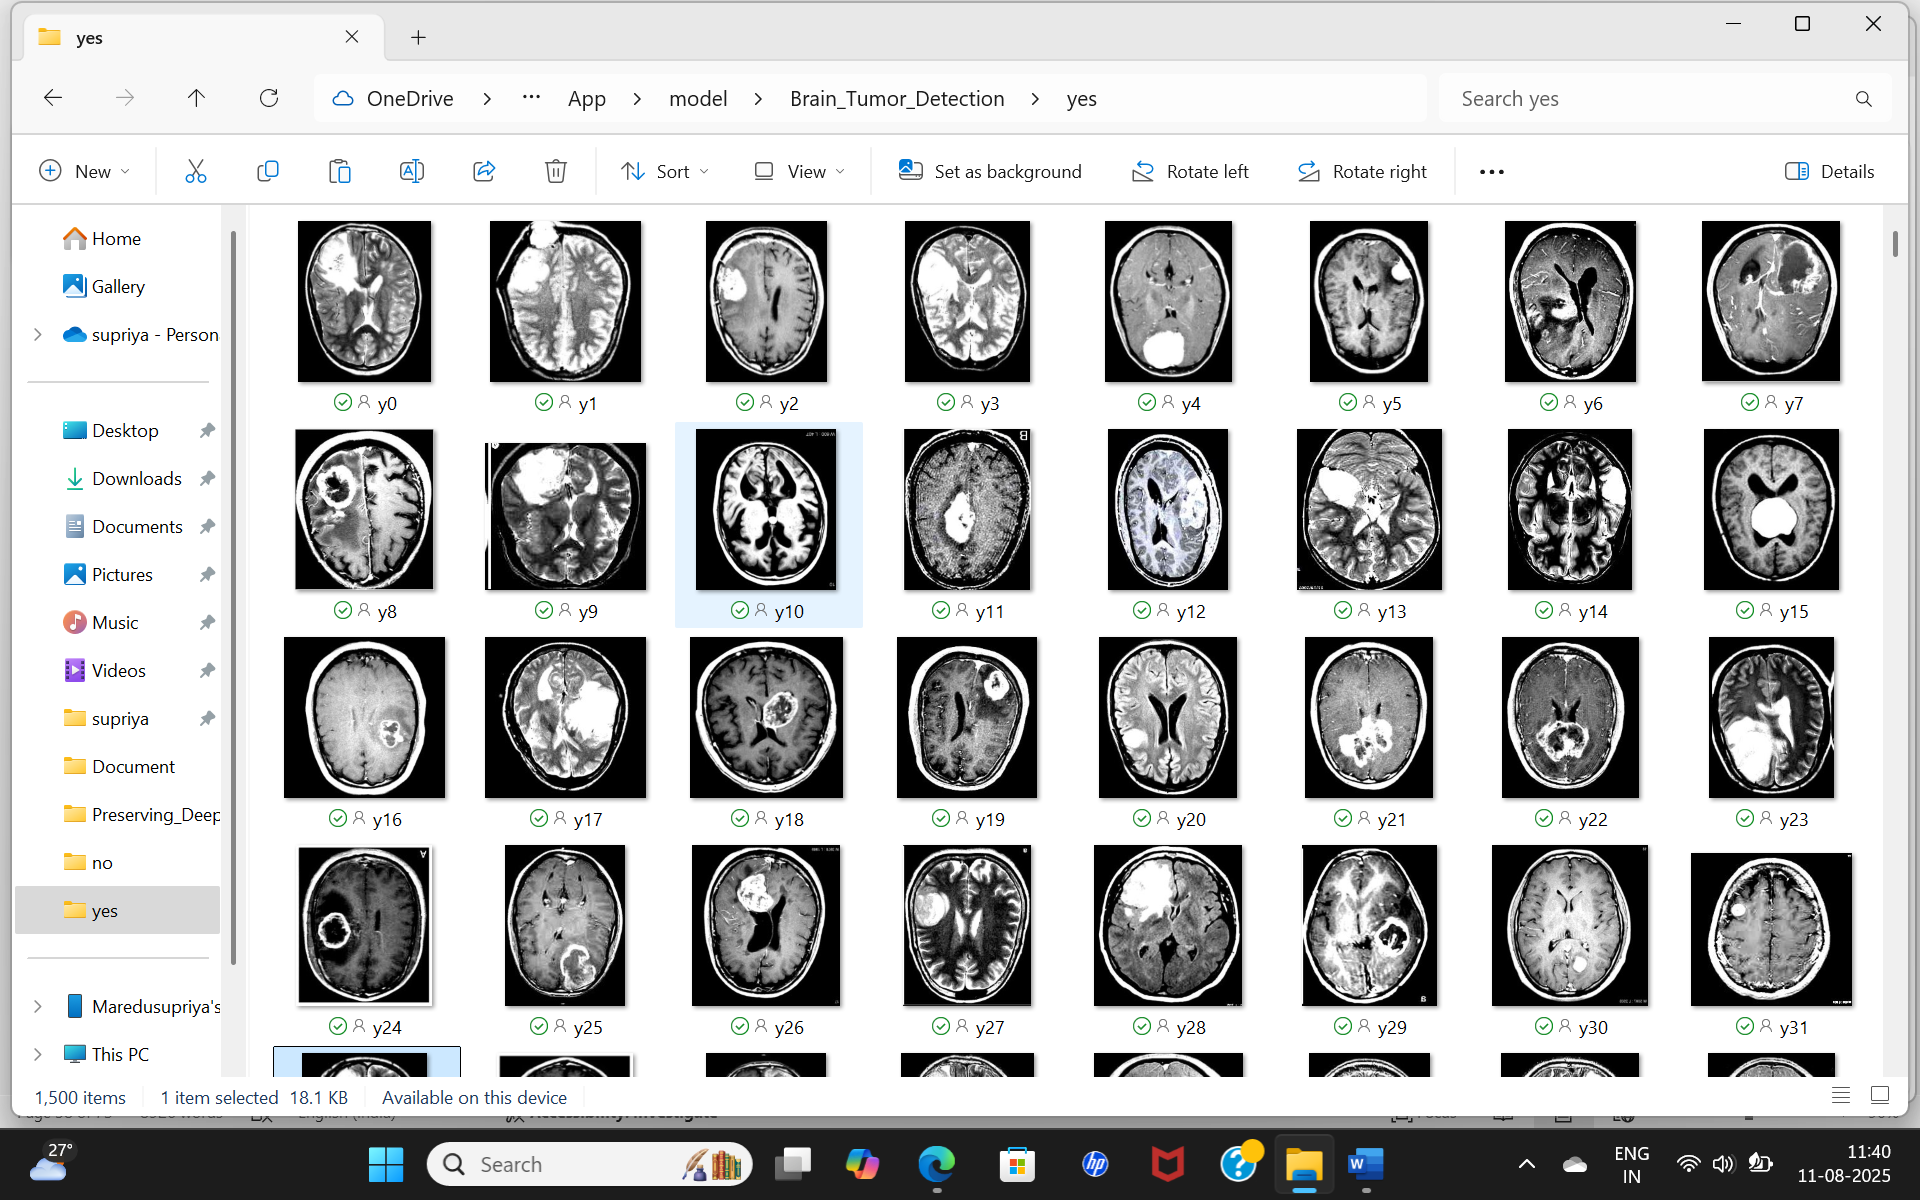 yes
OneDrive > ... App > model > Brain_Tumor_Detection > yes
Search yes
New
Sort
View
Set as background
Rotate left
Rotate right
Details
Home
Gallery
supriya - Person
Desktop
Downloads
Documents
Pictures
Music
Videos
supriya
Document
Preserving_Deep
no
yes
Maredusupriya's
This PC
y0 y1 y2 y3 y4 y5 y6 y7
y8 y9 y10 y11 y12 y13 y14 y15
y16 y17 y18 y19 y20 y21 y22 y23
y24 y25 y26 y27 y28 y29 y30 y31
1,500 items 1 item selected 18.1 KB Available on this device
27°
Search
hp
W
ENG
IN
11:40
11-08-2025